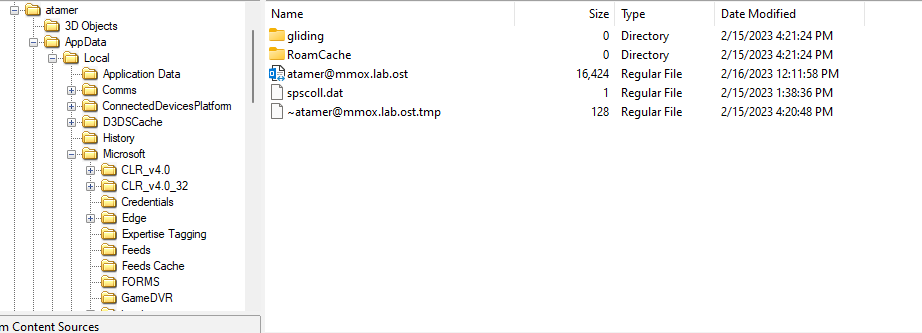 atamer
3D Objects
AppData
Local
Application Data
Comms
ConnectedDevicesPlatform
D3DSCache
History
Microsoft
CLR_v4.0
CLR_v4.0_32
Credentials
Edge
Expertise Tagging
Feeds
Feeds Cache
FORMS
GameDVR
m Content Sources
Name Size Type Date Modified
gliding 0 Directory 2/15/2023 4:21:24 PM
RoamCache 0 Directory 2/15/2023 4:21:24 PM
atamer@mmox.lab.ost 16,424 Regular File 2/16/2023 12:11:58 PM
spscoll.dat 1 Regular File 2/15/2023 1:38:36 PM
~atamer@mmox.lab.ost.tmp 128 Regular File 2/15/2023 4:20:48 PM